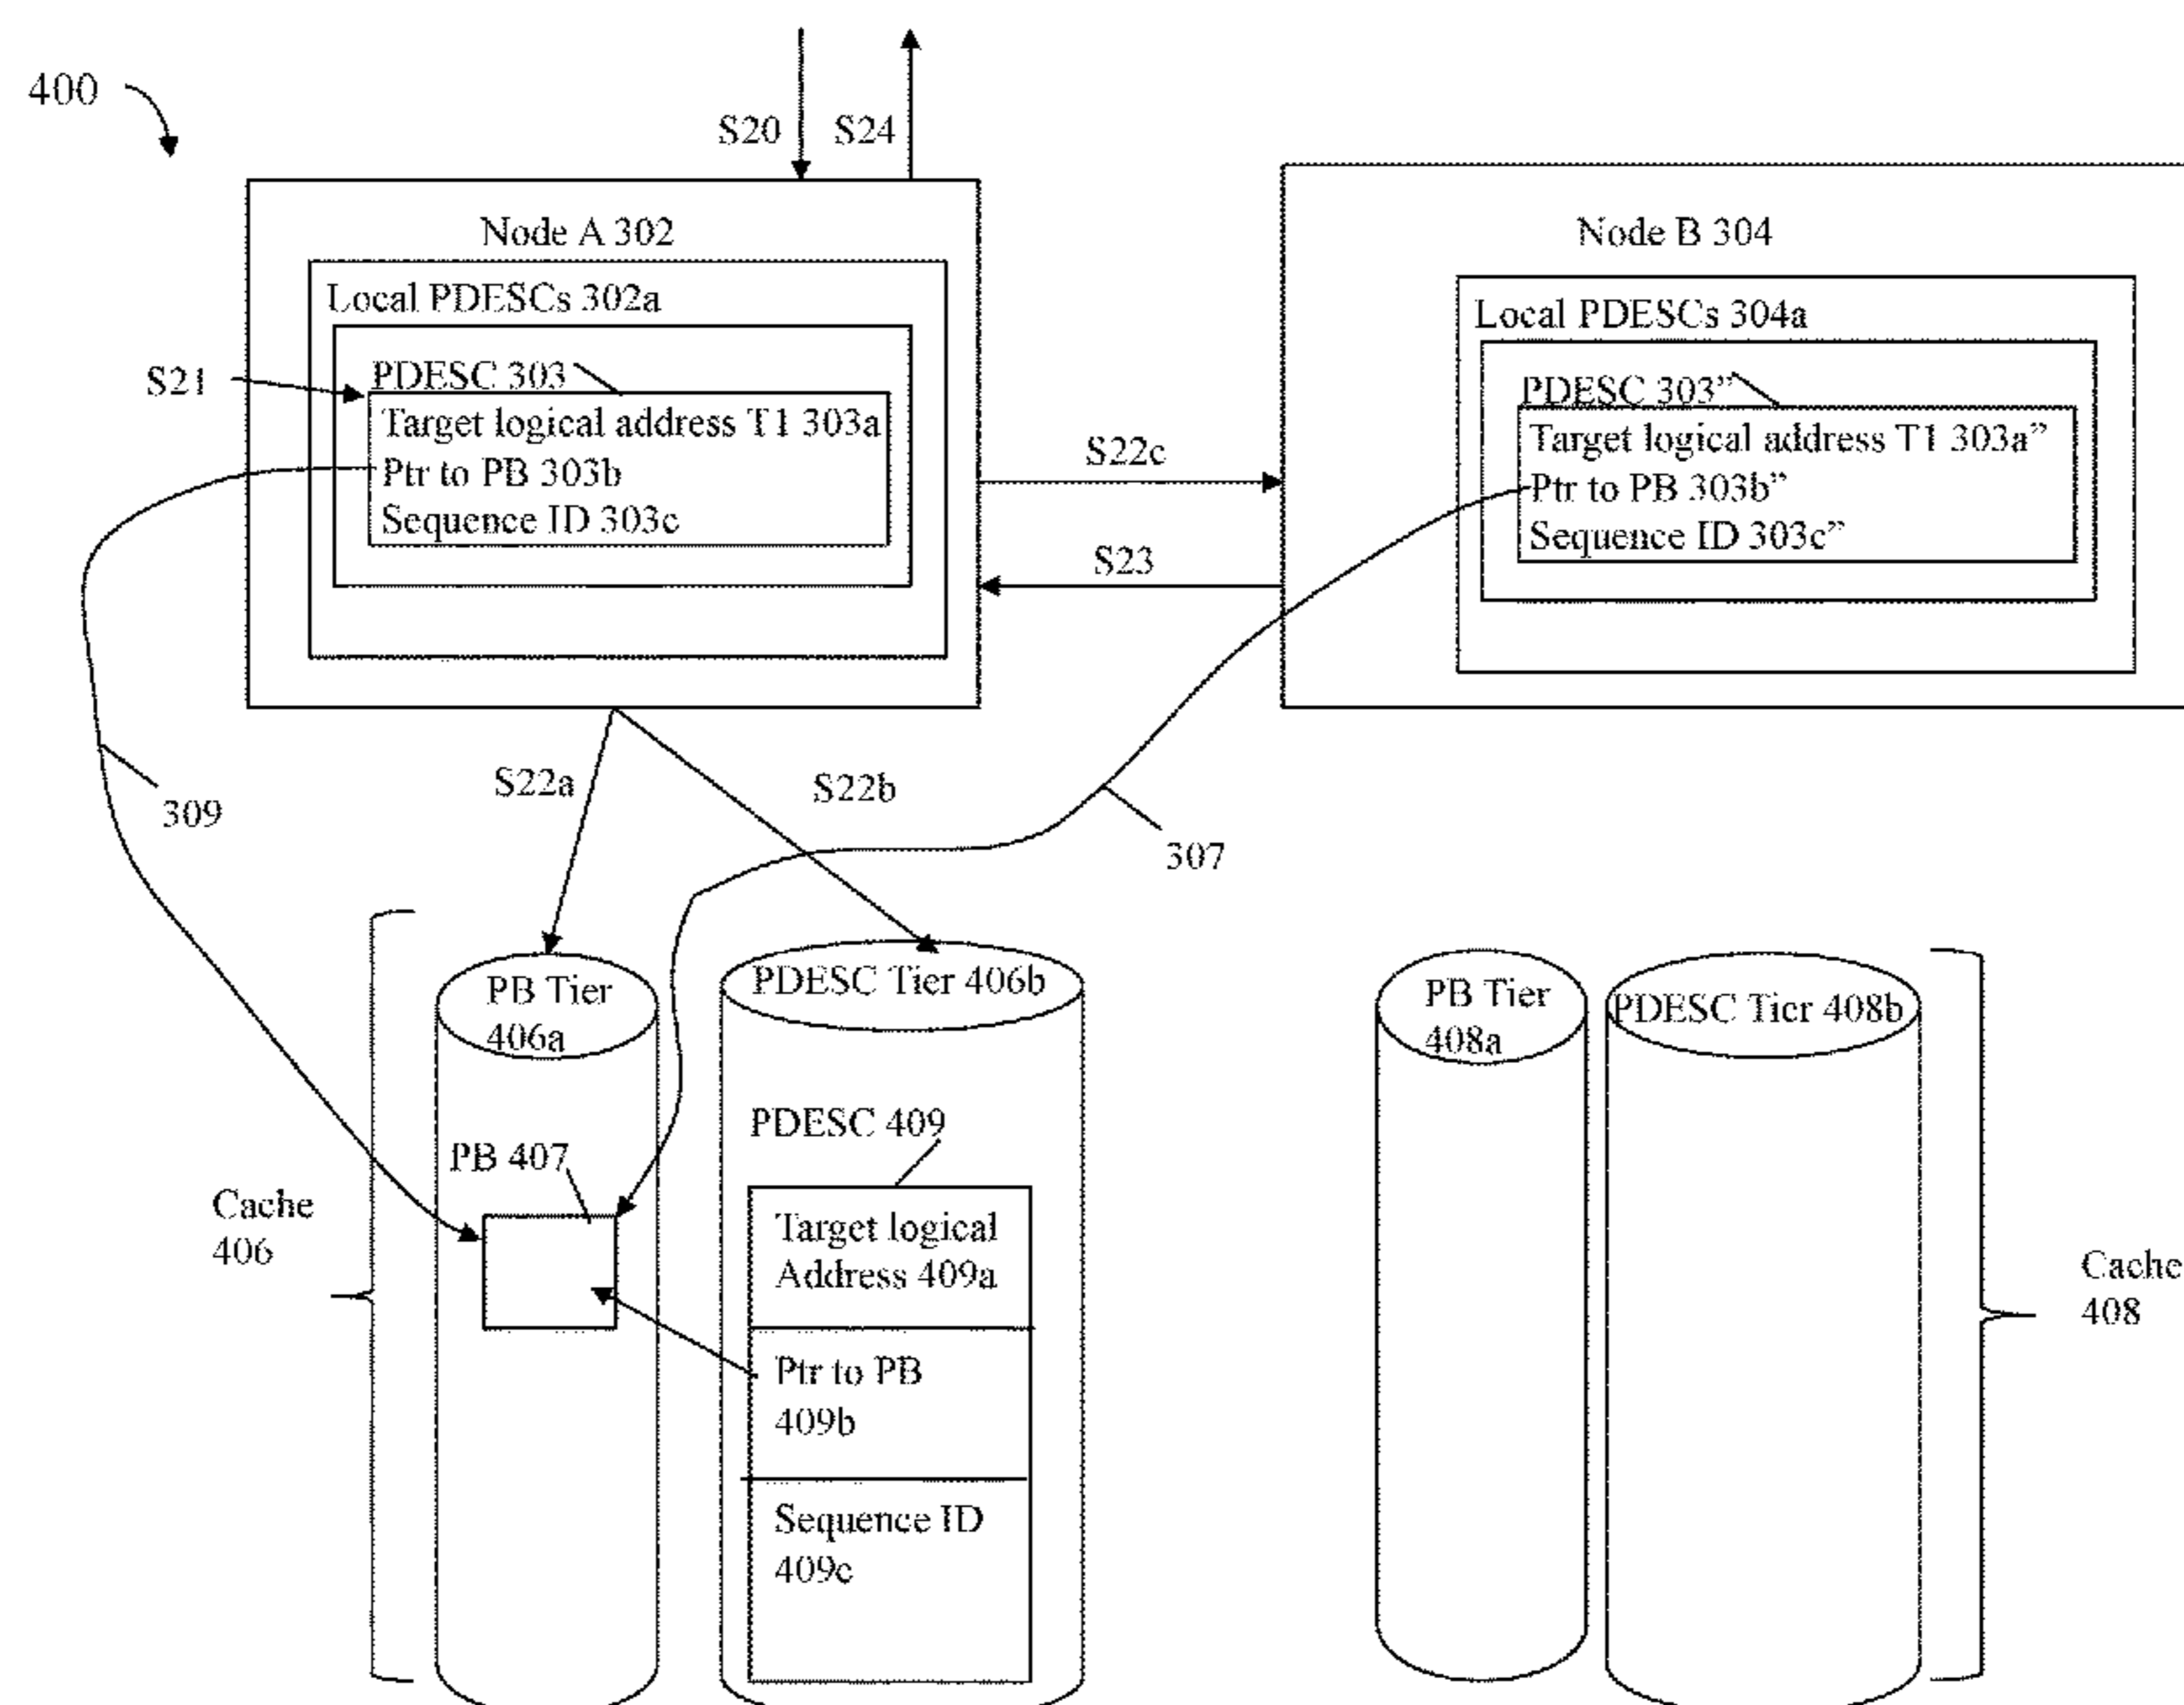 400
S20
S24
Node A 302
Local PDESCs 302a
S21
PDESC 303
Target logical address T1 303a
Ptr to PB 303b
Sequence ID 303c
Node B 304
Local PDESCs 304a
PDESC 303”
Target logical address T1 303a”
Ptr to PB 303b”
Sequence ID 303c”
S22c
S23
S22a
S22b
309
307
Cache
406
PB Tier
406a
PB 407
PDESC Tier 406b
PDESC 409
Target logical
Address 409a
Ptr to PB
409b
Sequence ID
409c
PB Tier
408a
PDESC Tier 408b
Cache
408